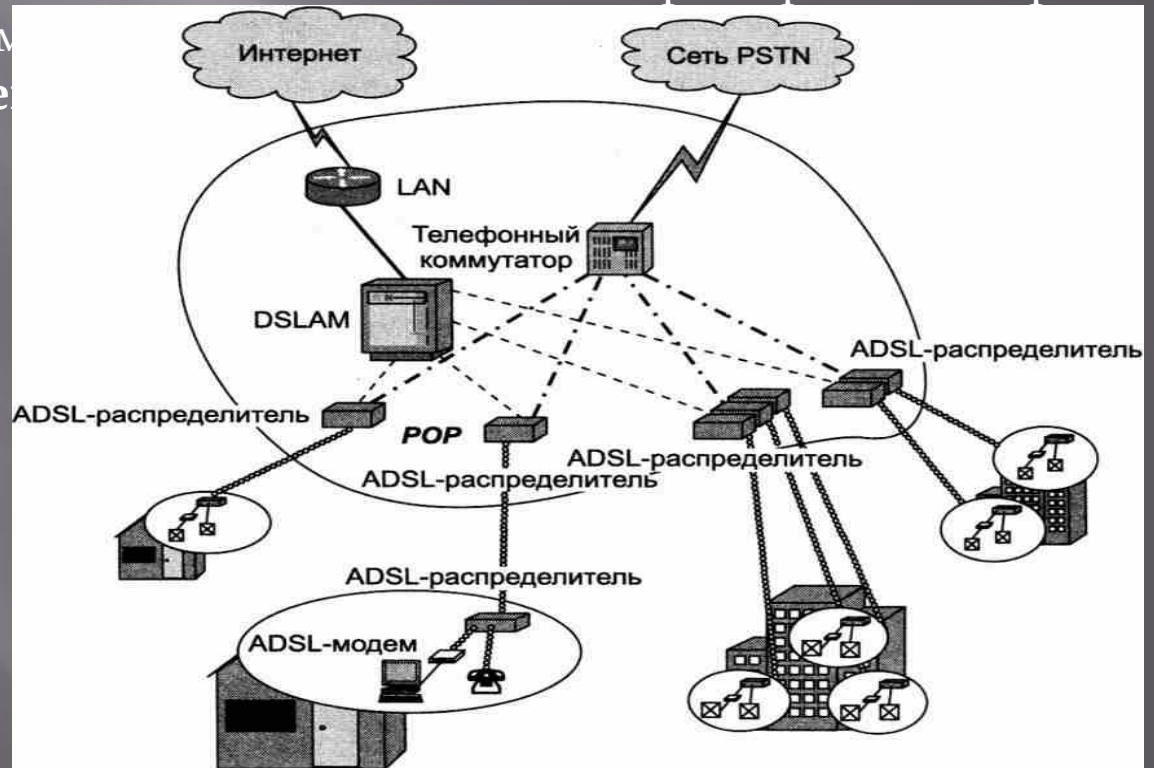 Интернет
Сеть PSTN
LAN
Телефонный
коммутатор
DSLAM
ADSL-распределитель
ADSL-распределитель
POP
ADSL-распределитель
ADSL-распределитель
ADSL-распределитель
ADSL-модем